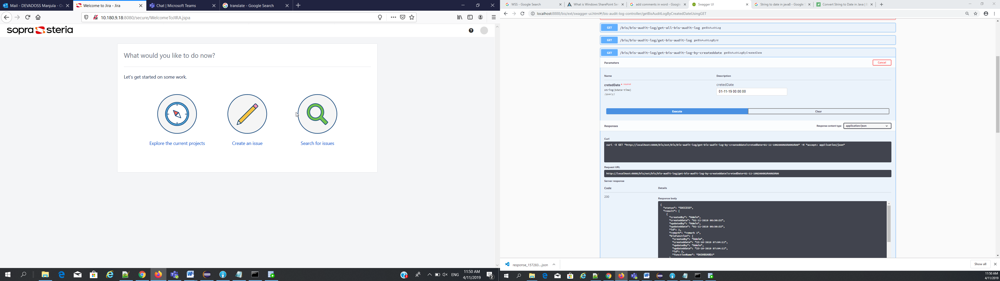 Mail - DEVADOSS Manjula - Ou
Welcome to Jira - Jira
Chat | Microsoft Teams
translate - Google Search
10.180.9.18:8080/secure/WelcomeToJIRA.jspa
sopra steria
What would you like to do now?
Let's get started on some work.
Explore the current projects
Create an issue
Search for issues
ENG
11:50 AM
4/11/2019
2
WSS - Google Search
What is Windows SharePoint Ser
add comments in word - Google
Swagger UI
String to date in java8 - Google S
Convert String to Date in Java | B
localhost:8888/bis/ext/swagger-ui.html#/bis-audit-log-controller/getBisAuditLogByCreatedDateUsingGET
GET /bis/bis-audit-log/get-all-bis-audit-log getBisAuditLog
GET /bis/bis-audit-log/get-bis-audit-log getBisAuditLogById
GET /bis/bis-audit-log/get-bis-audit-log-by-createddate getBisAuditLogByCreatedDate
Parameters
Cancel
Name
Description
cretedDate * required
string($date-time)
(query)
cretedDate
01-11-19 00:00:00
Execute
Clear
Responses
Response content type
application/json
Curl
curl -X GET "http://localhost:8888/bis/ext/bis/bis-audit-log/get-bis-audit-log-by-createddate?cretedDate=01-11-19%2000%3A00%3A00" -H "accept: application/json"
Request URL
http://localhost:8888/bis/ext/bis/bis-audit-log/get-bis-audit-log-by-createddate?cretedDate=01-11-19%2000%3A00%3A00
Server response
Code
Details
200
Response body
{
"status": "SUCCESS",
"result": [
{
"createdby": "Admin",
"createddate": "01-11-2019 08:56:32",
"updatedby": "Admin",
"updateddate": "01-11-2019 08:56:32",
"id": 1,
"remark": "remark 1",
"bisFunction": {
"createdby": "Admin",
"createddate": "23-10-2019 07:04:11",
"updatedby": "Admin",
"updateddate": "23-10-2019 07:04:11",
"id": 2,
"functionName": "DASHBOARD2"
response_157283....json
Show all
11:50 AM
4/11/2019